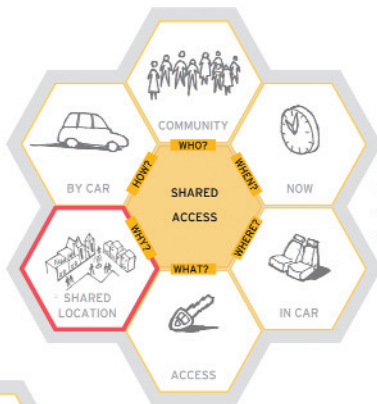 COMMUNITY
WHO?
BY CAR
HOW?
WHEN?
NOW
SHARED
ACCESS
WHY?
WHERE?
SHARED
LOCATION
WHAT?
IN CAR
ACCESS